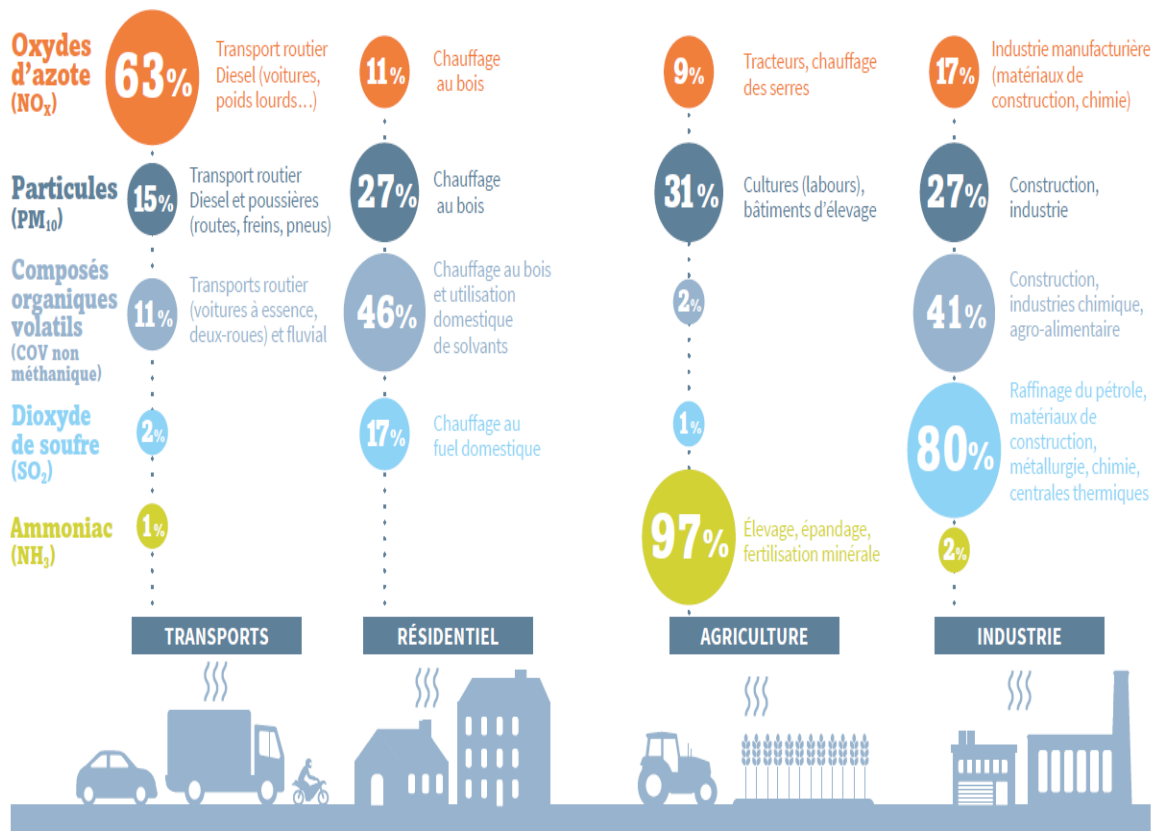 Oxydes
d'azote
(NOX)
63%
Transport routier
Diesel (voitures,
poids lourds…)
11%
Chauffage
au bois
9%
Tracteurs, chauffage
des serres
17%
Industrie manufacturière
(matériaux de
construction, chimie)
Particules
(PM10)
15%
Transport routier
Diesel et poussières
(routes, freins, pneus)
27%
Chauffage
au bois
31%
Cultures (labours),
bâtiments d'élevage
27%
Construction,
industrie
Composés
organiques
volatils
(COV non
méthanique)
11%
Transports routier
(voitures à essence,
deux-roues) et fluvial
46%
Chauffage au bois
et utilisation
domestique
de solvants
2%
41%
Construction,
industries chimique,
agro-alimentaire
Dioxyde
de soufre
(SO2)
2%
17%
Chauffage au
fuel domestique
1%
80%
Raffinage du pétrole,
matériaux de
construction,
métallurgie, chimie,
centrales thermiques
Ammoniac
(NH3)
1%
97%
Élevage, épandage,
fertilisation minérale
2%
TRANSPORTS
RÉSIDENTIEL
AGRICULTURE
INDUSTRIE